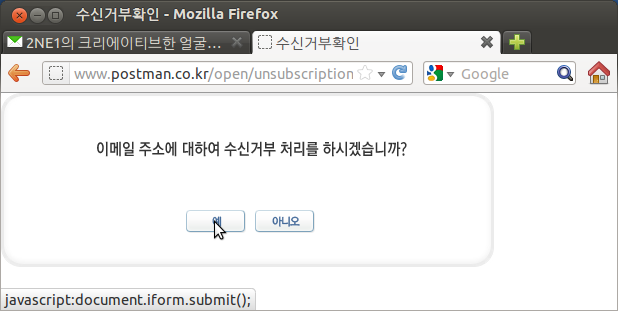 수신거부확인 - Mozilla Firefox
2NE1의 크리에이티브한 얼굴...
수신거부확인
www.postman.co.kr/open/unsubscription
Google
이메일 주소에 대하여 수신거부 처리를 하시겠습니까?
예 아니오
javascript:document.iform.submit();